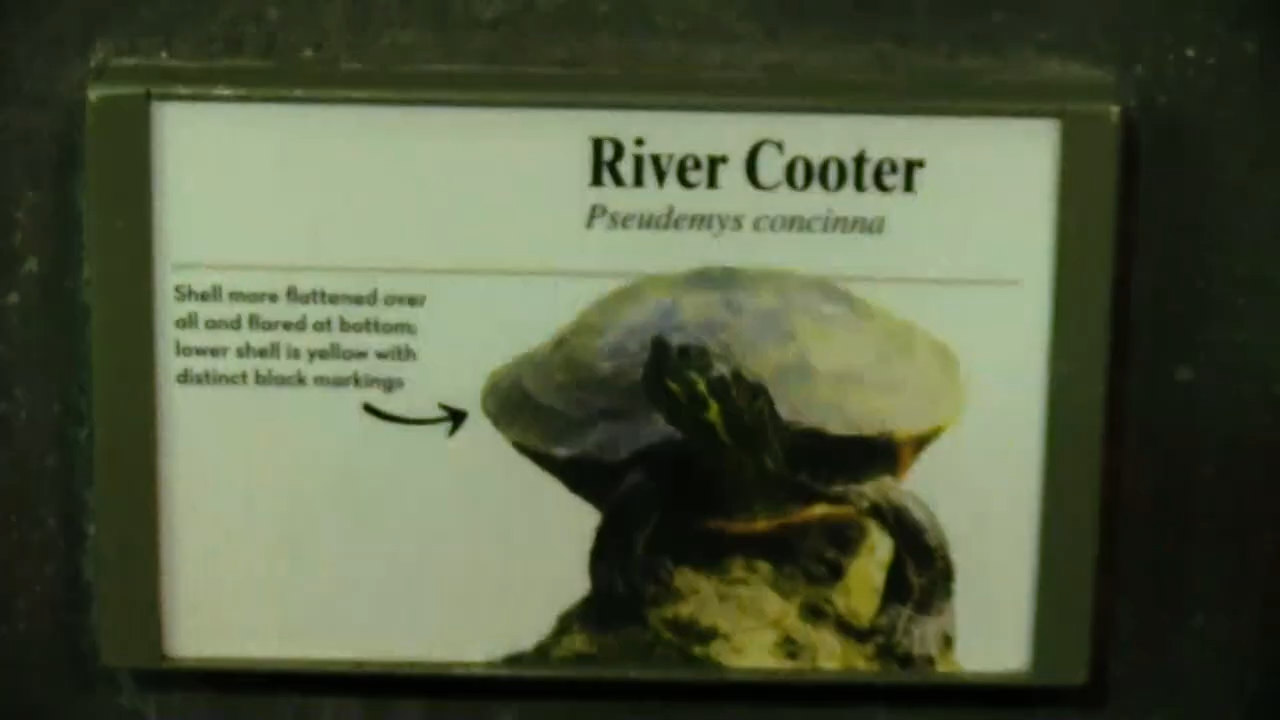 River Cooter
Pseudemys concinna
Shell more flattened over
all and flared at bottom;
lower shell is yellow with
distinct black markings